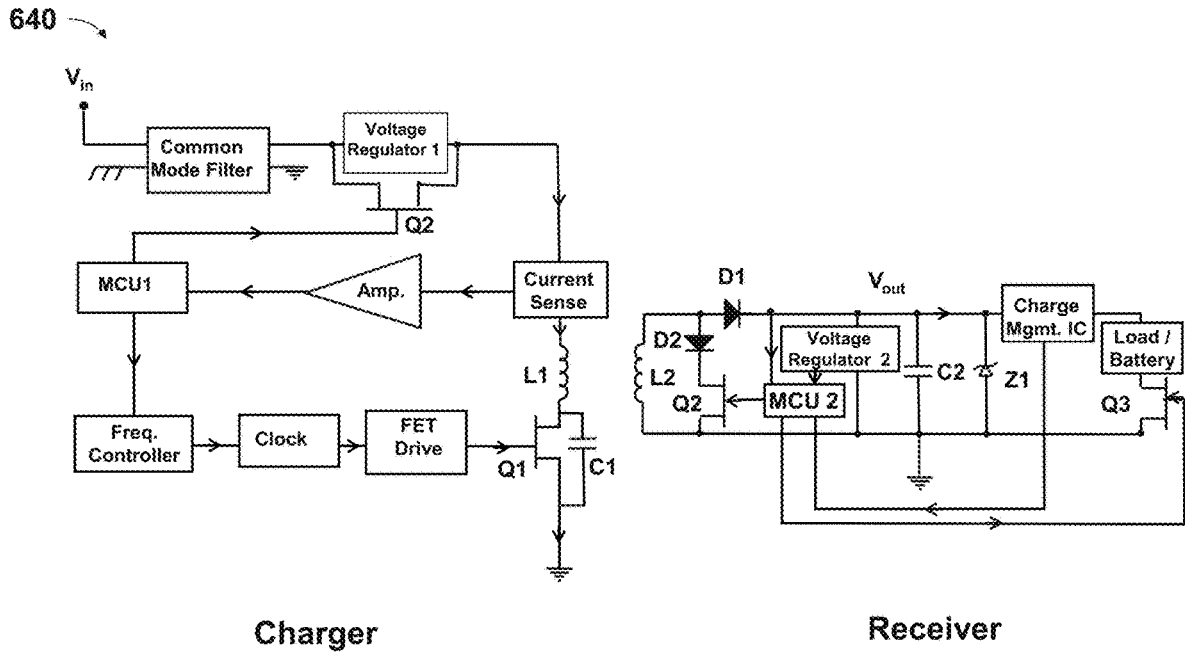 640
Vin
Common
Mode Filter
Voltage
Regulator 1
Q2
MCU1
Amp.
Current
Sense
L1
Freq.
Controller
Clock
FET
Drive
Q1
C1
Charger
D1
Vout
D2
Voltage
Regulator 2
Charge
Mgmt. IC
Load /
Battery
L2
Q2
MCU 2
C2
Z1
Q3
Receiver